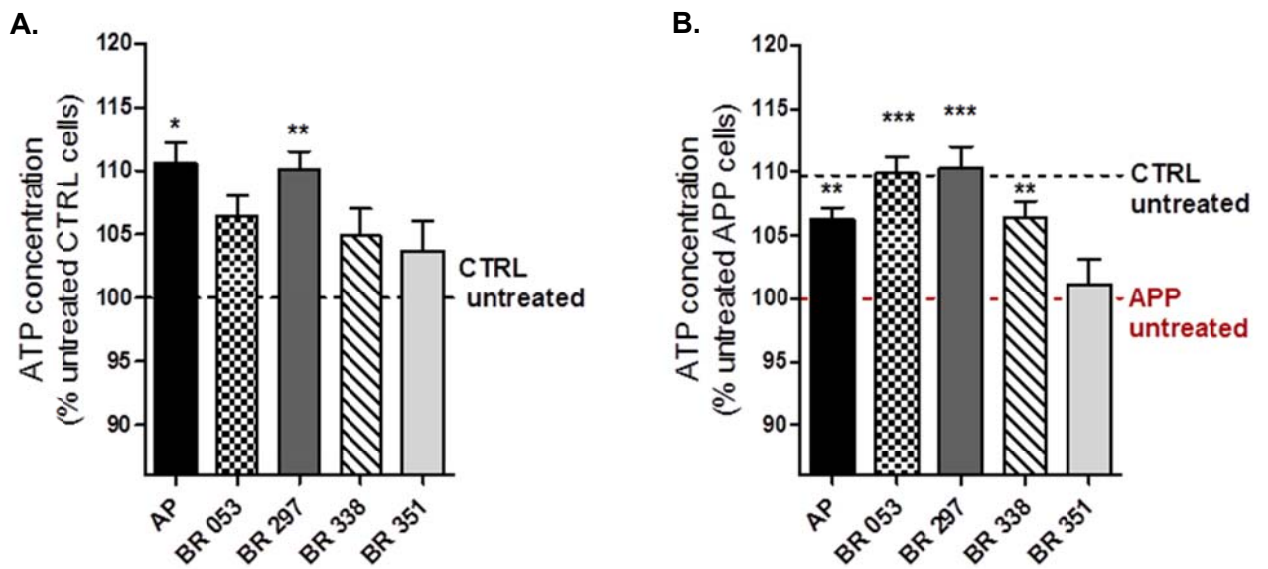 A.
ATP concentration
(% untreated CTRL cells)
120
115
110
105
100
95
90
*
**
CTRL
untreated
AP
BR 053
BR 297
BR 338
BR 351
B.
ATP concentration
(% untreated APP cells)
120
115
110
105
100
95
90
**
***
***
**
CTRL
untreated
APP
untreated
AP
BR 053
BR 297
BR 338
BR 351